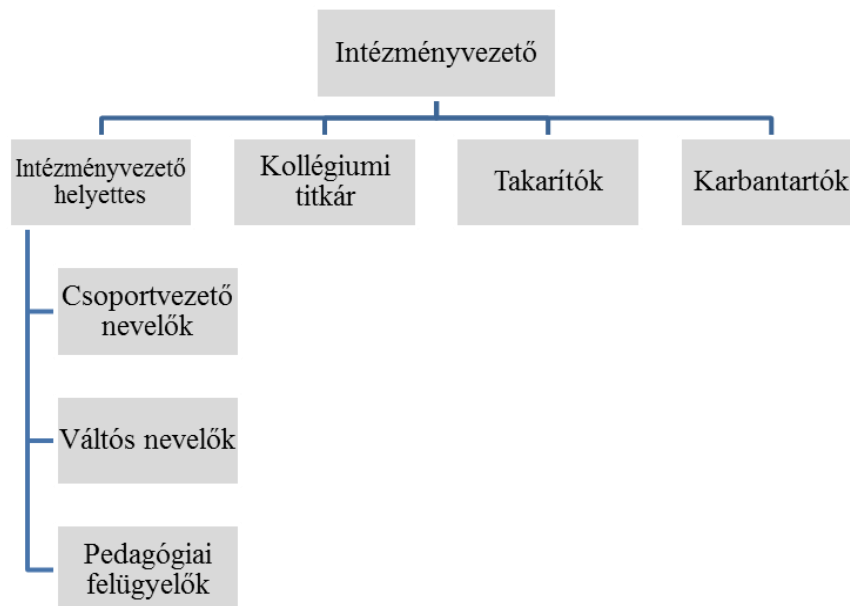 Intézményvezető
Intézményvezető
helyettes
Kollégiumi
titkár
Takarítók
Karbantartók
Csoportvezető
nevelők
Váltós nevelők
Pedagógiai
felügyelők